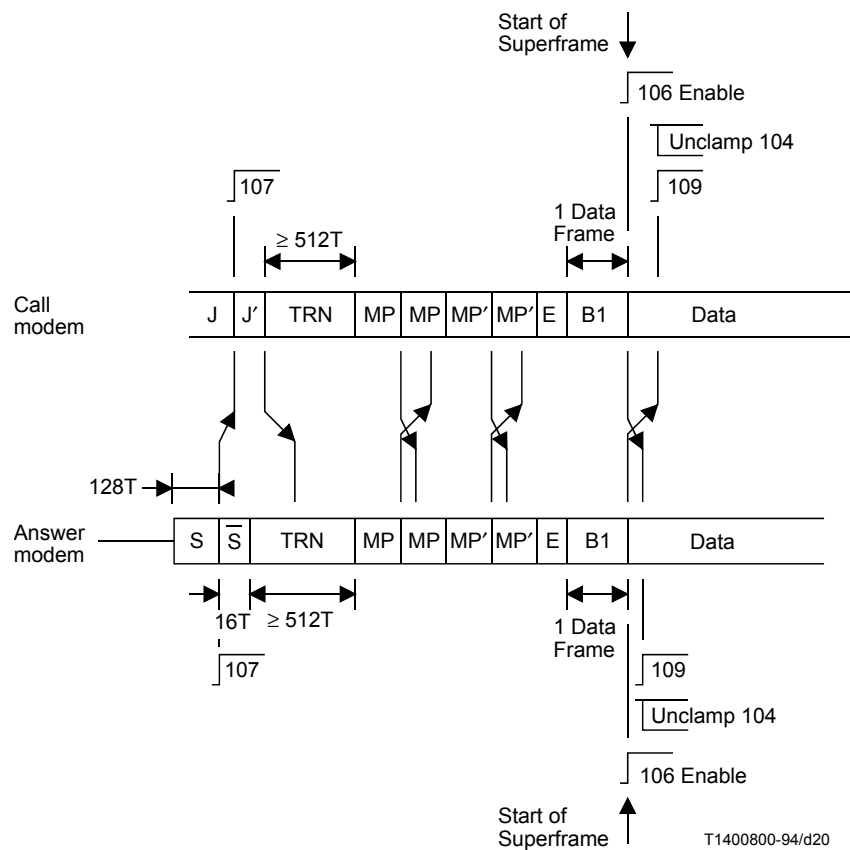 Start of
Superframe
106 Enable
Unclamp 104
107
109
1 Data
Frame
≥ 512T
Call
modem
J J′ TRN MP MP MP′ MP′ E B1 Data
128T
Answer
modem
S S̅ TRN MP MP MP′ MP′ E B1 Data
16T ≥ 512T
1 Data
Frame
107
109
Unclamp 104
106 Enable
Start of
Superframe
T1400800-94/d20